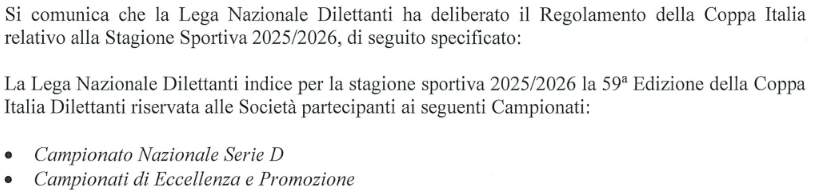 Si comunica che la Lega Nazionale Dilettanti ha deliberato il Regolamento della Coppa Italia
relativo alla Stagione Sportiva 2025/2026, di seguito specificato:
La Lega Nazionale Dilettanti indice per la stagione sportiva 2025/2026 la 59ª Edizione della Coppa
Italia Dilettanti riservata alle Società partecipanti ai seguenti Campionati:
• Campionato Nazionale Serie D
• Campionati di Eccellenza e Promozione